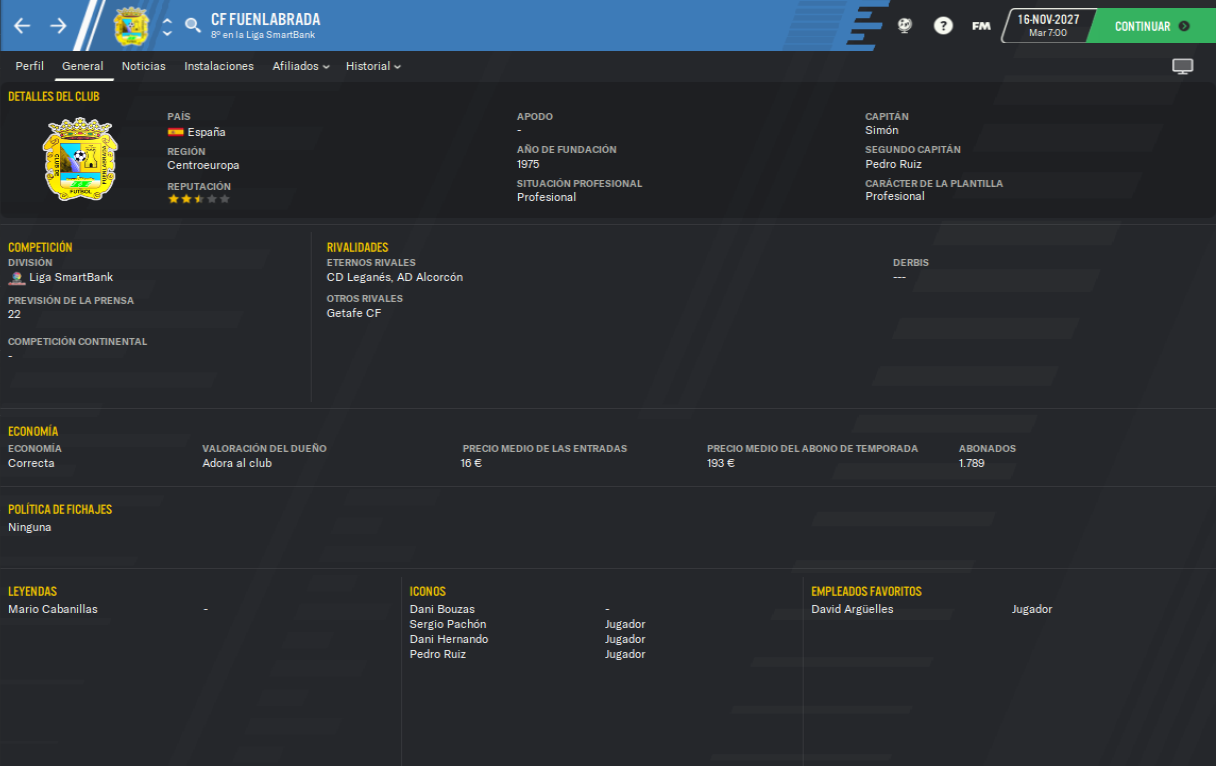 CF FUENLABRADA
8º en la Liga SmartBank
?
FM
16-NOV-2027
Mar 7:00
CONTINUAR
Perfil General Noticias Instalaciones Afiliados Historial
DETALLES DEL CLUB
PAÍS
España
REGIÓN
Centroeuropa
REPUTACIÓN
APODO
-
AÑO DE FUNDACIÓN
1975
SITUACIÓN PROFESIONAL
Profesional
CAPITÁN
Simón
SEGUNDO CAPITÁN
Pedro Ruiz
CARÁCTER DE LA PLANTILLA
Profesional
COMPETICIÓN
DIVISIÓN
Liga SmartBank
PREVISIÓN DE LA PRENSA
22
COMPETICIÓN CONTINENTAL
-
RIVALIDADES
ETERNOS RIVALES
CD Leganés, AD Alcorcón
OTROS RIVALES
Getafe CF
DERBIS
---
ECONOMÍA
ECONOMÍA
Correcta
VALORACIÓN DEL DUEÑO
Adora al club
PRECIO MEDIO DE LAS ENTRADAS
16 €
PRECIO MEDIO DEL ABONO DE TEMPORADA
193 €
ABONADOS
1.789
POLÍTICA DE FICHAJES
Ninguna
LEYENDAS
Mario Cabanillas -
ICONOS
Dani Bouzas -
Sergio Pachón Jugador
Dani Hernando Jugador
Pedro Ruiz Jugador
EMPLEADOS FAVORITOS
David Argüelles Jugador